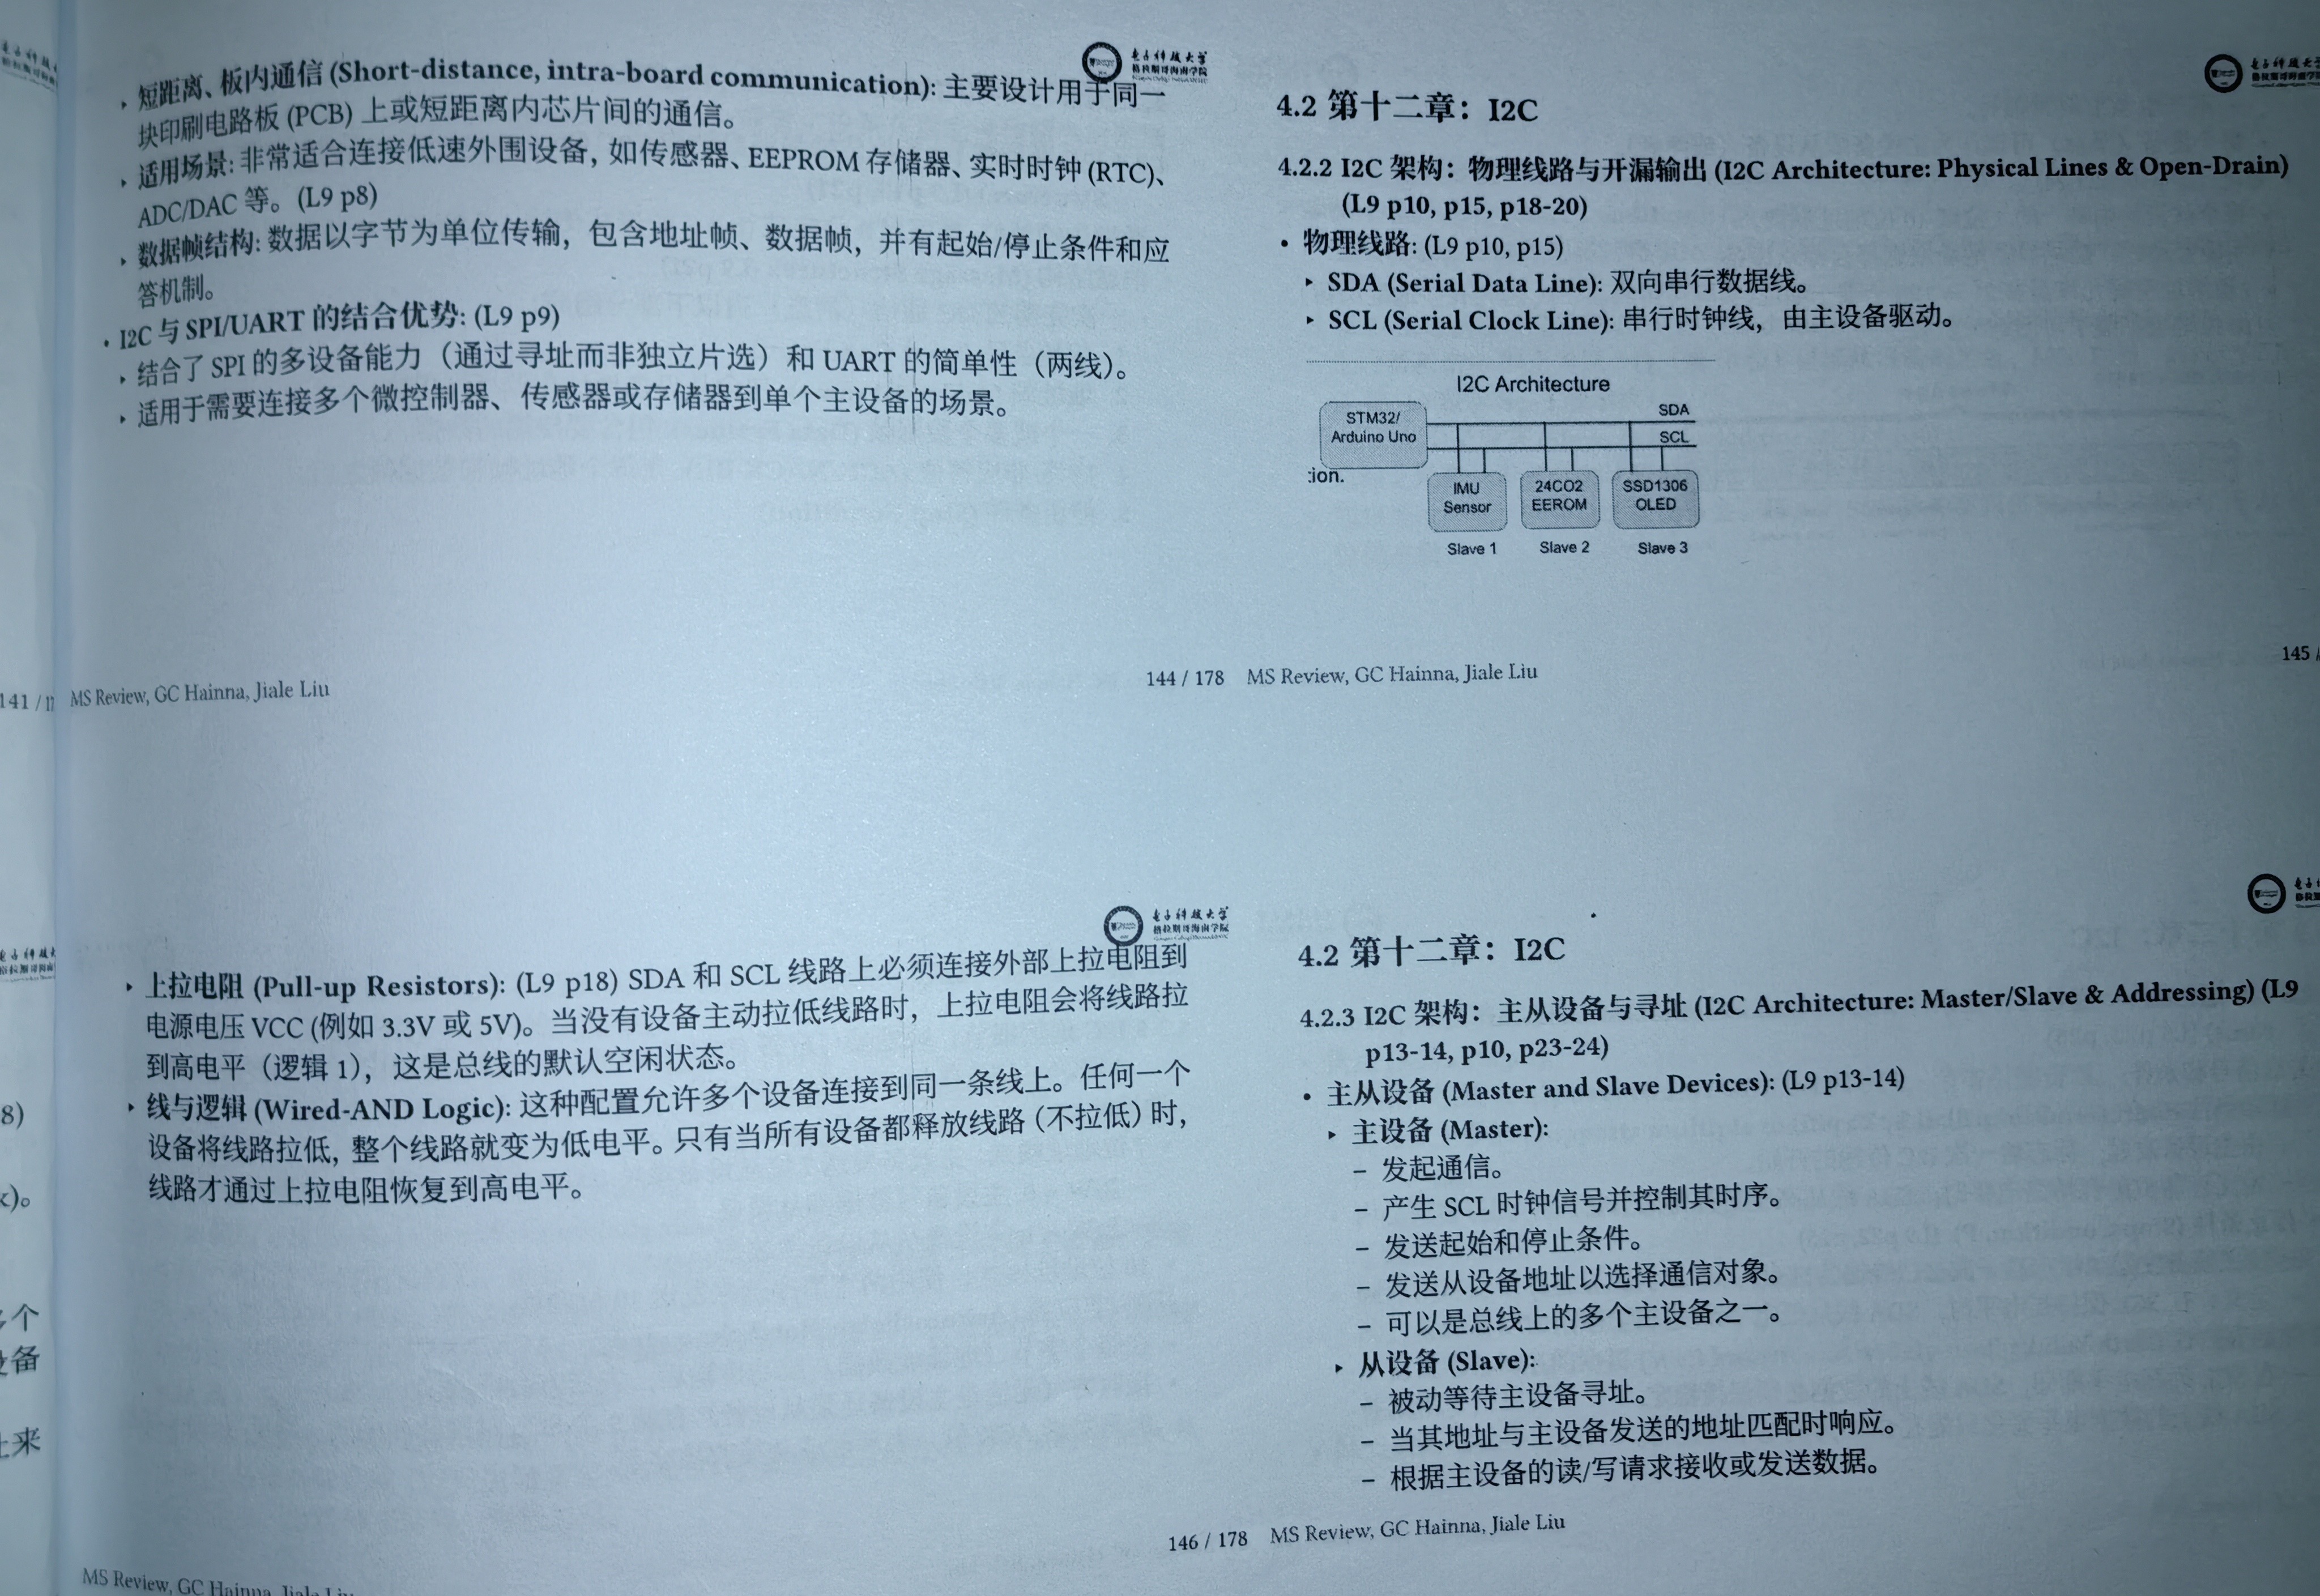 短距离、板内通信 (Short-distance, intra-board communication): 主要设计用于同一
块印刷电路板 (PCB) 上或短距离内芯片间的通信。
适用场景: 非常适合连接低速外围设备, 如传感器、EEPROM 存储器、实时时钟 (RTC)、
ADC/DAC 等。(L9 p8)
数据帧结构: 数据以字节为单位传输，包含地址帧、数据帧，并有起始/停止条件和应
答机制。
• I2C 与 SPI/UART 的结合优势: (L9 p9)
结合了 SPI 的多设备能力（通过寻址而非独立片选）和 UART 的简单性（两线）。
适用于需要连接多个微控制器、传感器或存储器到单个主设备的场景。
141 /
MS Review, GC Hainna, Jiale Liu
144 / 178
电子科技大学
格拉斯哥海南学院
4.2 第十二章：I2C
4.2.2 I2C 架构：物理线路与开漏输出 (I2C Architecture: Physical Lines & Open-Drain)
(L9 p10, p15, p18-20)
• 物理线路: (L9 p10, p15)
‣ SDA (Serial Data Line): 双向串行数据线。
‣ SCL (Serial Clock Line): 串行时钟线，由主设备驱动。
I2C Architecture
STM32/
Arduino Uno
SDA
SCL
:ion.
IMU
Sensor
24CO2
EEROM
SSD1306
OLED
Slave 1
Slave 2
Slave 3
MS Review, GC Hainna, Jiale Liu
145 /
电子科技大学
格拉斯哥海南学院
‣ 上拉电阻 (Pull-up Resistors): (L9 p18) SDA 和 SCL 线路上必须连接外部上拉电阻到
电源电压 VCC (例如 3.3V 或 5V)。当没有设备主动拉低线路时，上拉电阻会将线路拉
到高电平（逻辑 1），这是总线的默认空闲状态。
‣ 线与逻辑 (Wired-AND Logic): 这种配置允许多个设备连接到同一条线上。任何一个
设备将线路拉低, 整个线路就变为低电平。只有当所有设备都释放线路（不拉低）时，
线路才通过上拉电阻恢复到高电平。
MS Review, GC Hainna, Jiale Liu
146 / 178
4.2 第十二章：I2C
4.2.3 I2C 架构：主从设备与寻址 (I2C Architecture: Master/Slave & Addressing) (L9
p13-14, p10, p23-24)
• 主从设备 (Master and Slave Devices): (L9 p13-14)
‣ 主设备 (Master):
– 发起通信。
– 产生 SCL 时钟信号并控制其时序。
– 发送起始和停止条件。
– 发送从设备地址以选择通信对象。
– 可以是总线上的多个主设备之一。
‣ 从设备 (Slave):
– 被动等待主设备寻址。
– 当其地址与主设备发送的地址匹配时响应。
– 根据主设备的读/写请求接收或发送数据。
MS Review, GC Hainna, Jiale Liu